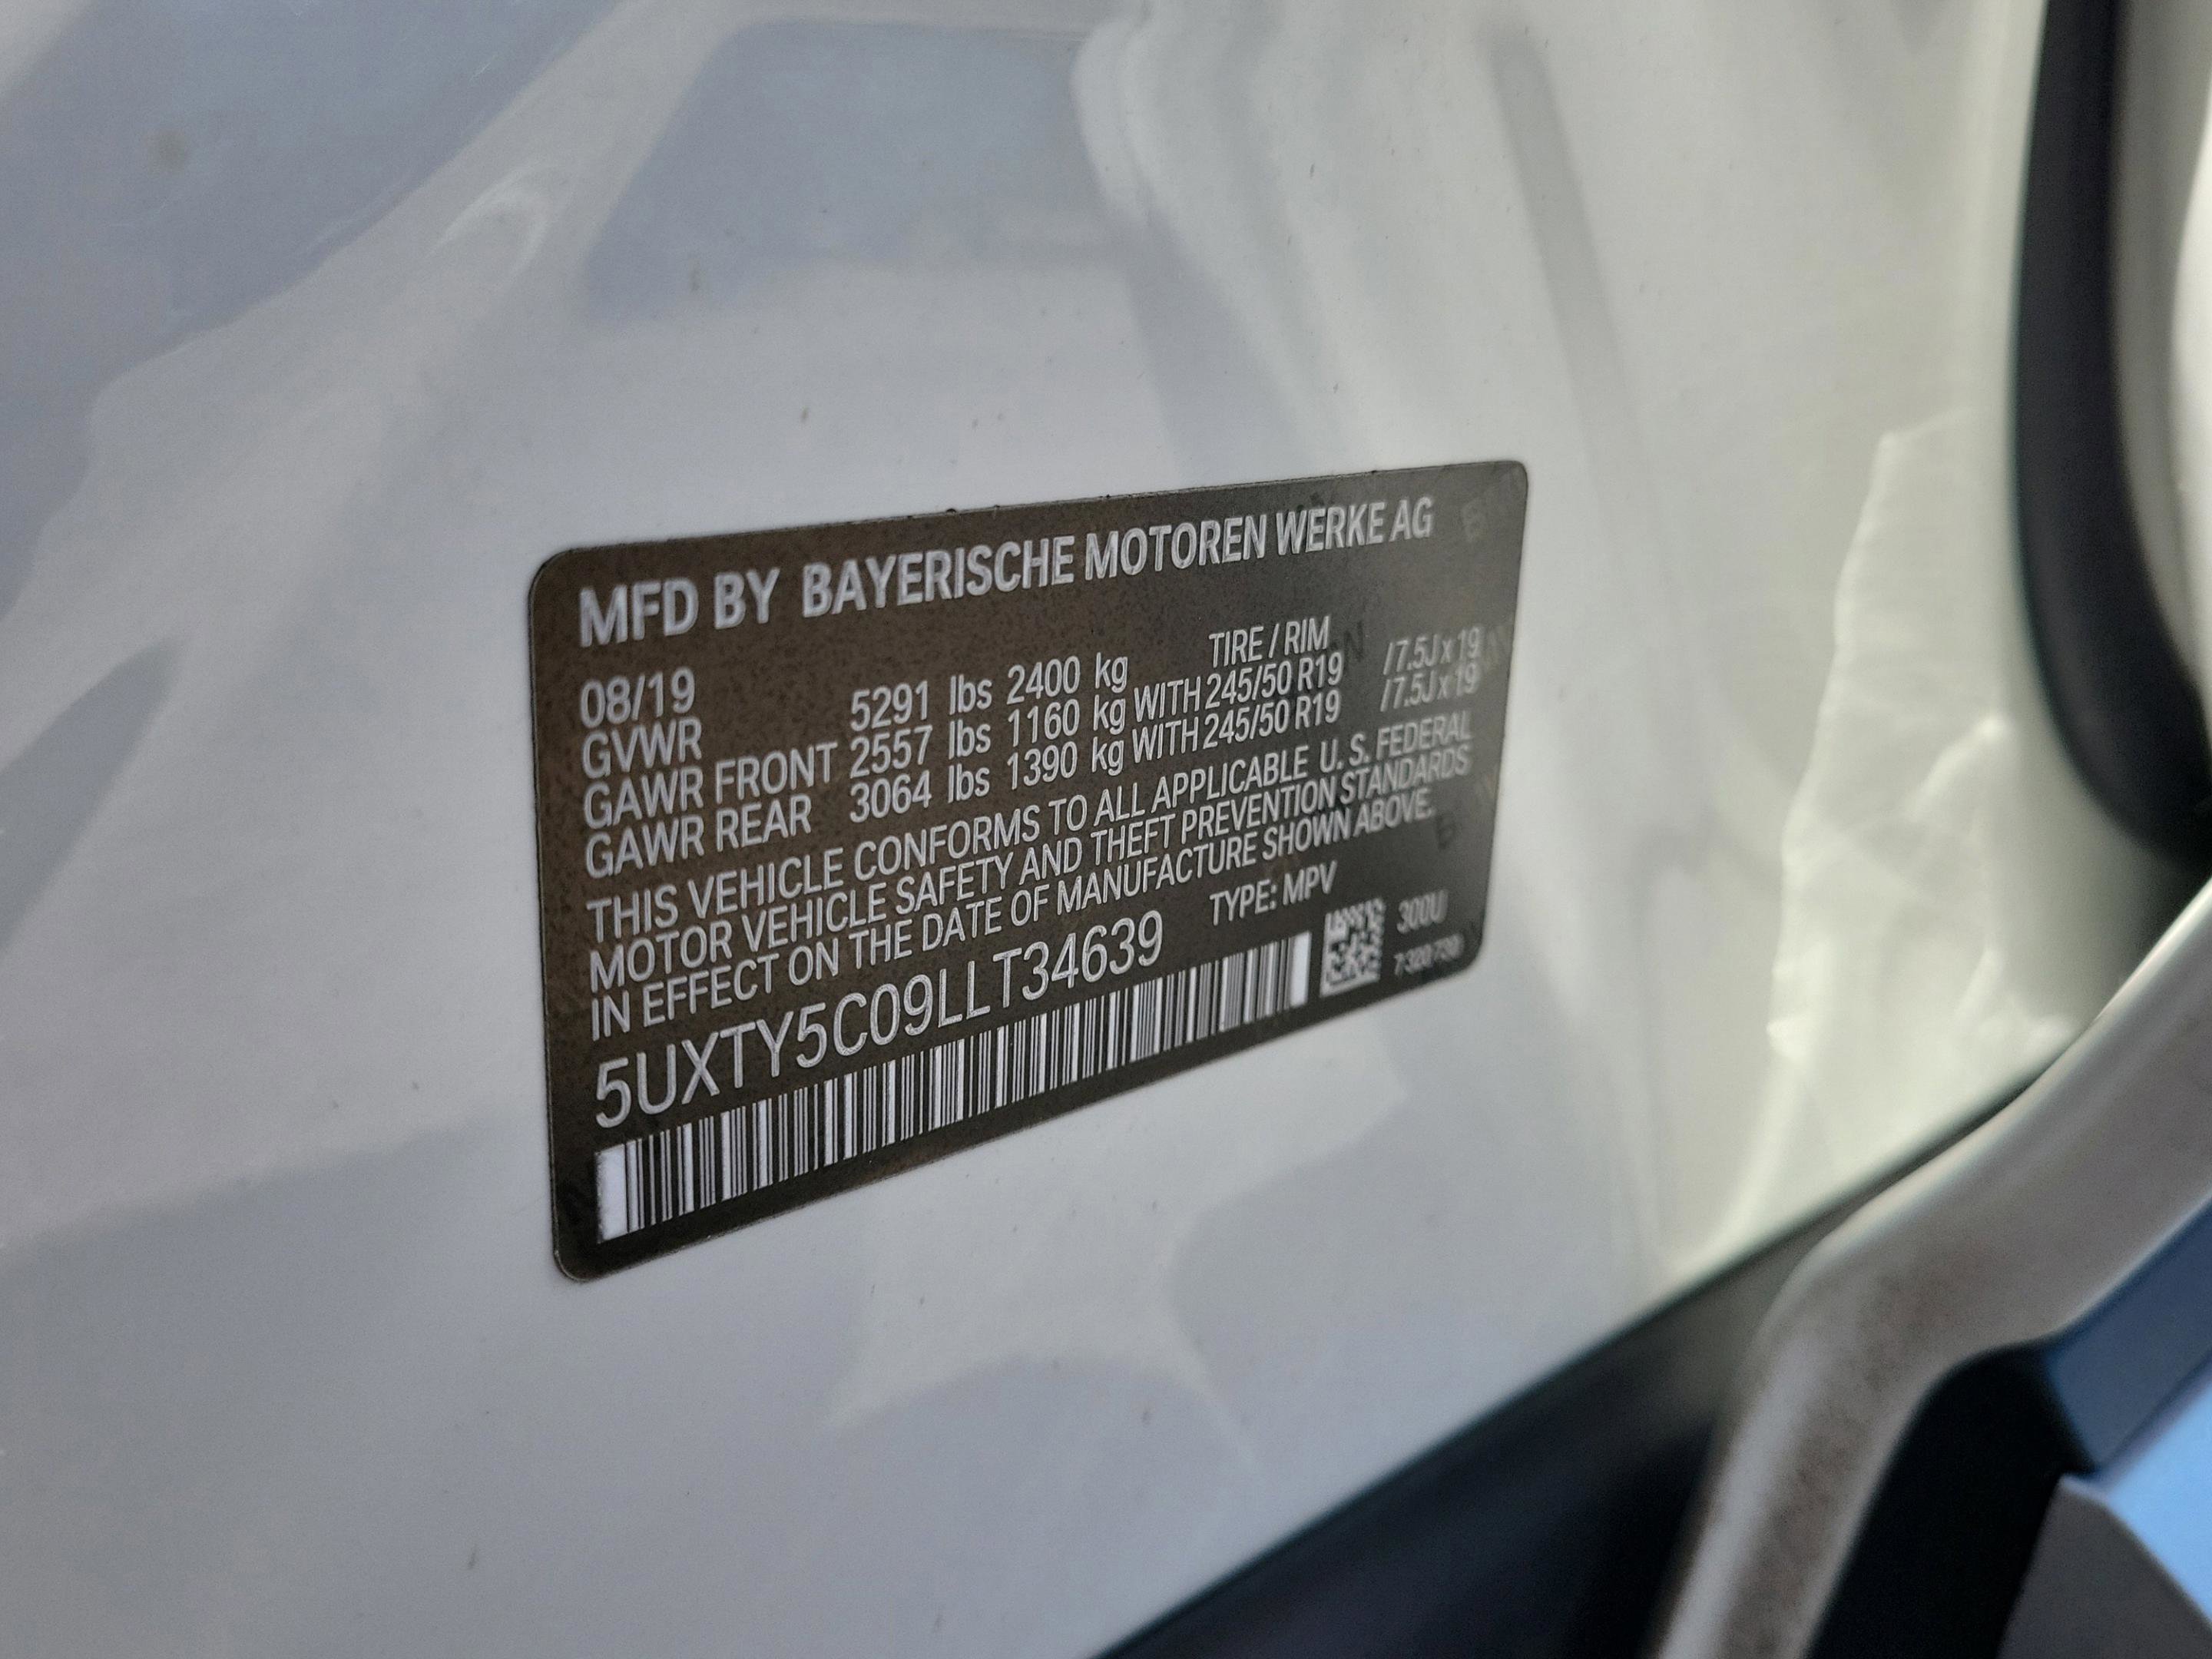 MFD BY BAYERISCHE MOTOREN WERKE AG
08/19 TIRE / RIM
GVWR 5291 lbs 2400 kg
GAWR FRONT 2557 lbs 1160 kg WITH 245/50 R19 /7.5J x 19
GAWR REAR 3064 lbs 1390 kg WITH 245/50 R19 /7.5J x 19
THIS VEHICLE CONFORMS TO ALL APPLICABLE U. S. FEDERAL
MOTOR VEHICLE SAFETY AND THEFT PREVENTION STANDARDS
IN EFFECT ON THE DATE OF MANUFACTURE SHOWN ABOVE.
5UXTY5C09LLT34639 TYPE: MPV
300U